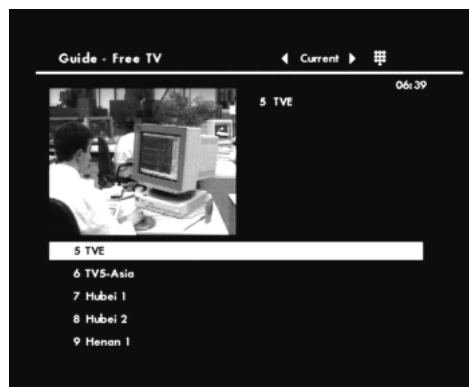 Guide - Free TV
Current
06:39
5 TVE
5 TVE
6 TV5-Asia
7 Hubei 1
8 Hubei 2
9 Henan 1